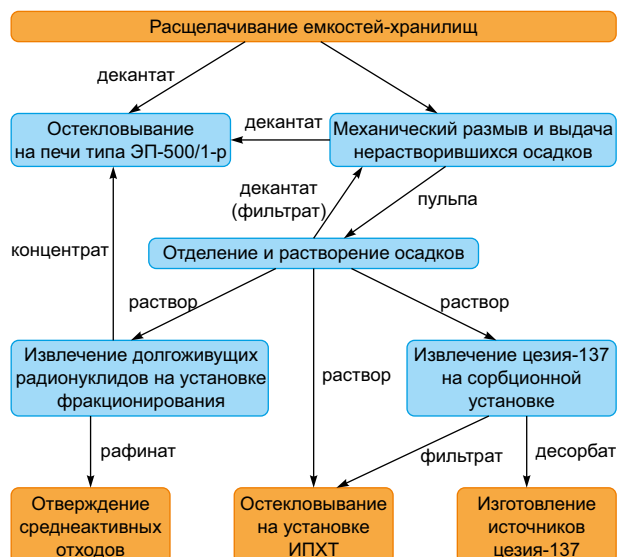 Расщелачивание емкостей-хранилищ
декантат
Остекловывание
на печи типа ЭП-500/1-р
декантат
Механический размыв и выдача
нерастворившихся осадков
декантат
(фильтрат)
пульпа
концентрат
Отделение и растворение осадков
раствор
раствор
раствор
Извлечение долгоживущих
радионуклидов на установке
фракционирования
Извлечение цезия-137
на сорбционной
установке
рафинат
фильтрат
десорбат
Отверждение
среднеактивных
отходов
Остекловывание
на установке
ИПХТ
Изготовление
источников
цезия-137